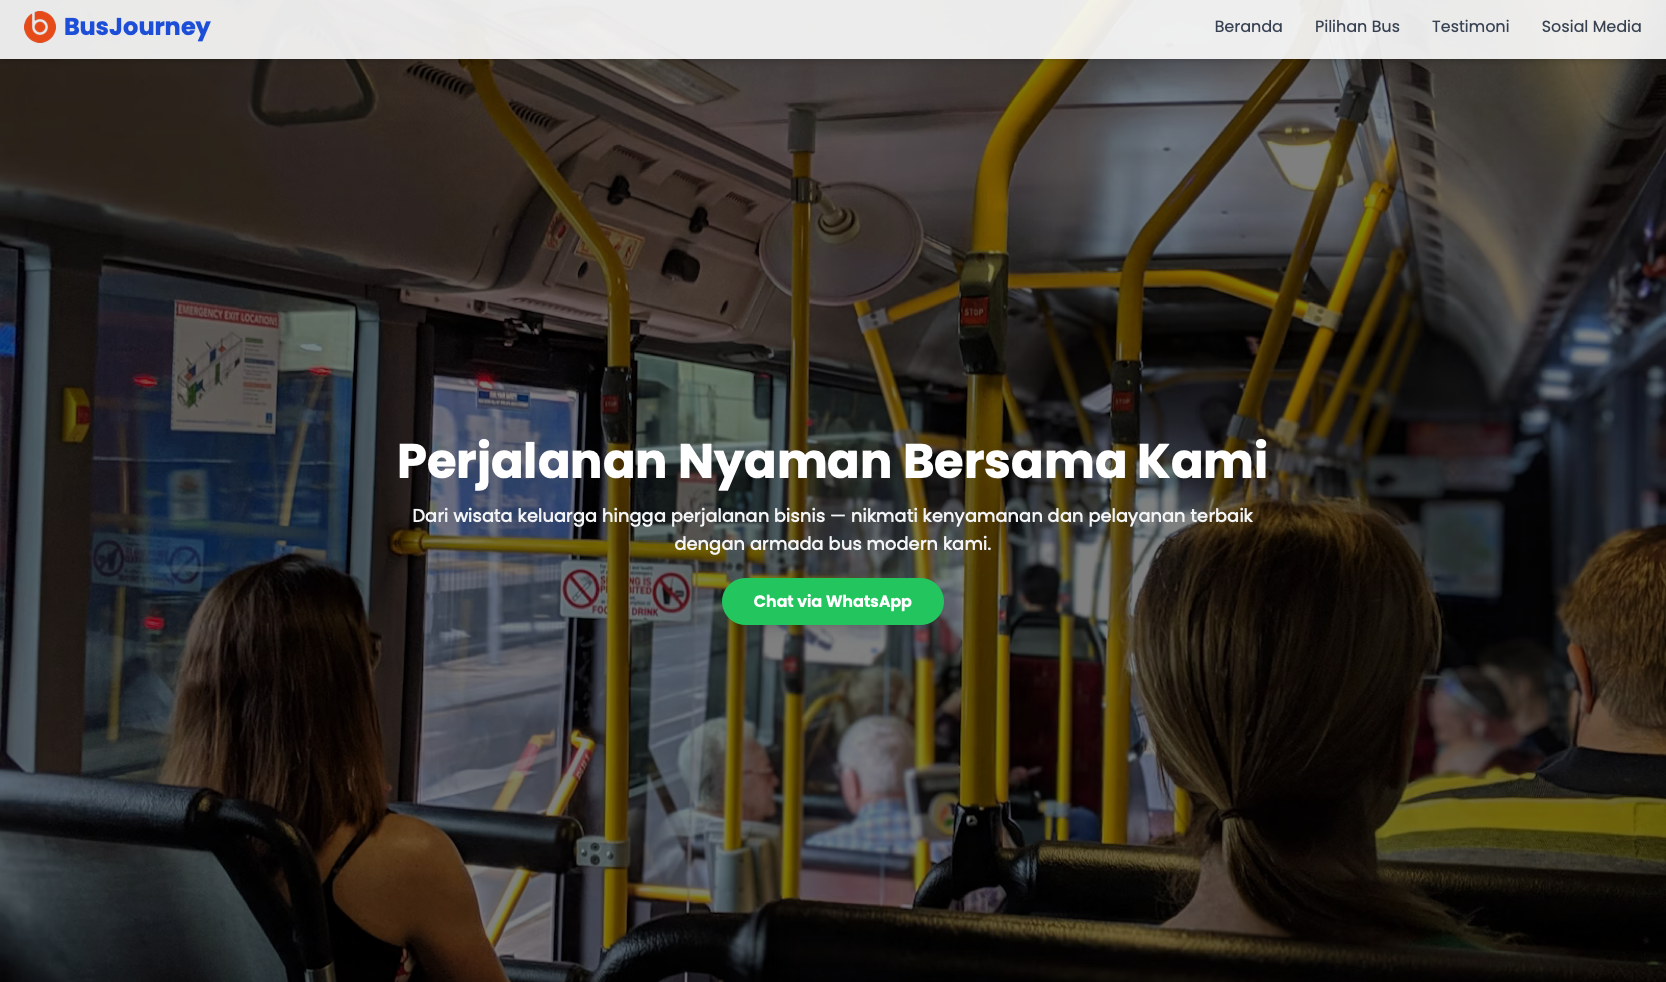 BusJourney
Beranda
Pilihan Bus
Testimoni
Sosial Media
EMERGENCY EXIT LOCATIONS
STOP
STOP
STOP
Perjalanan Nyaman Bersama Kami
Dari wisata keluarga hingga perjalanan bisnis — nikmati kenyamanan dan pelayanan terbaik
dengan armada bus modern kami.
Chat via WhatsApp